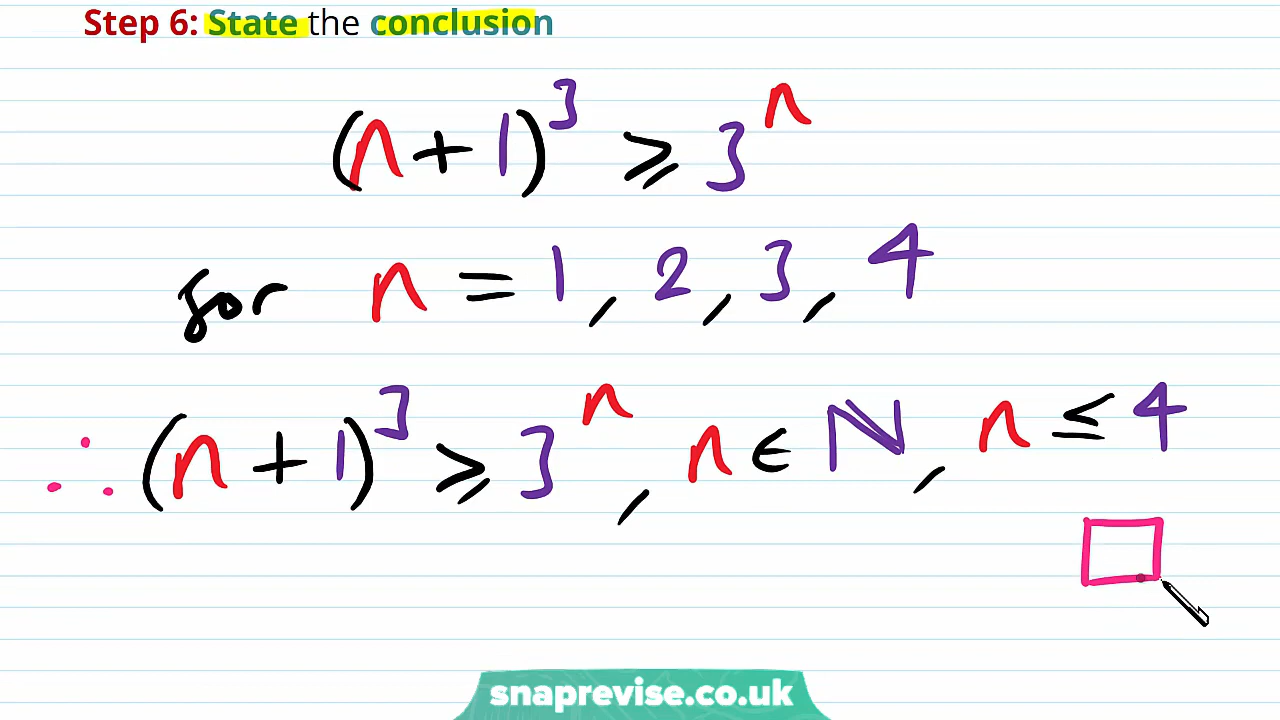 Step 6: State the conclusion
(n+1)³ ⩾ 3ⁿ
for n = 1, 2, 3, 4
∴ (n+1)³ ⩾ 3ⁿ, n ∈ ℕ, n ≤ 4
□
snaprevise.co.uk